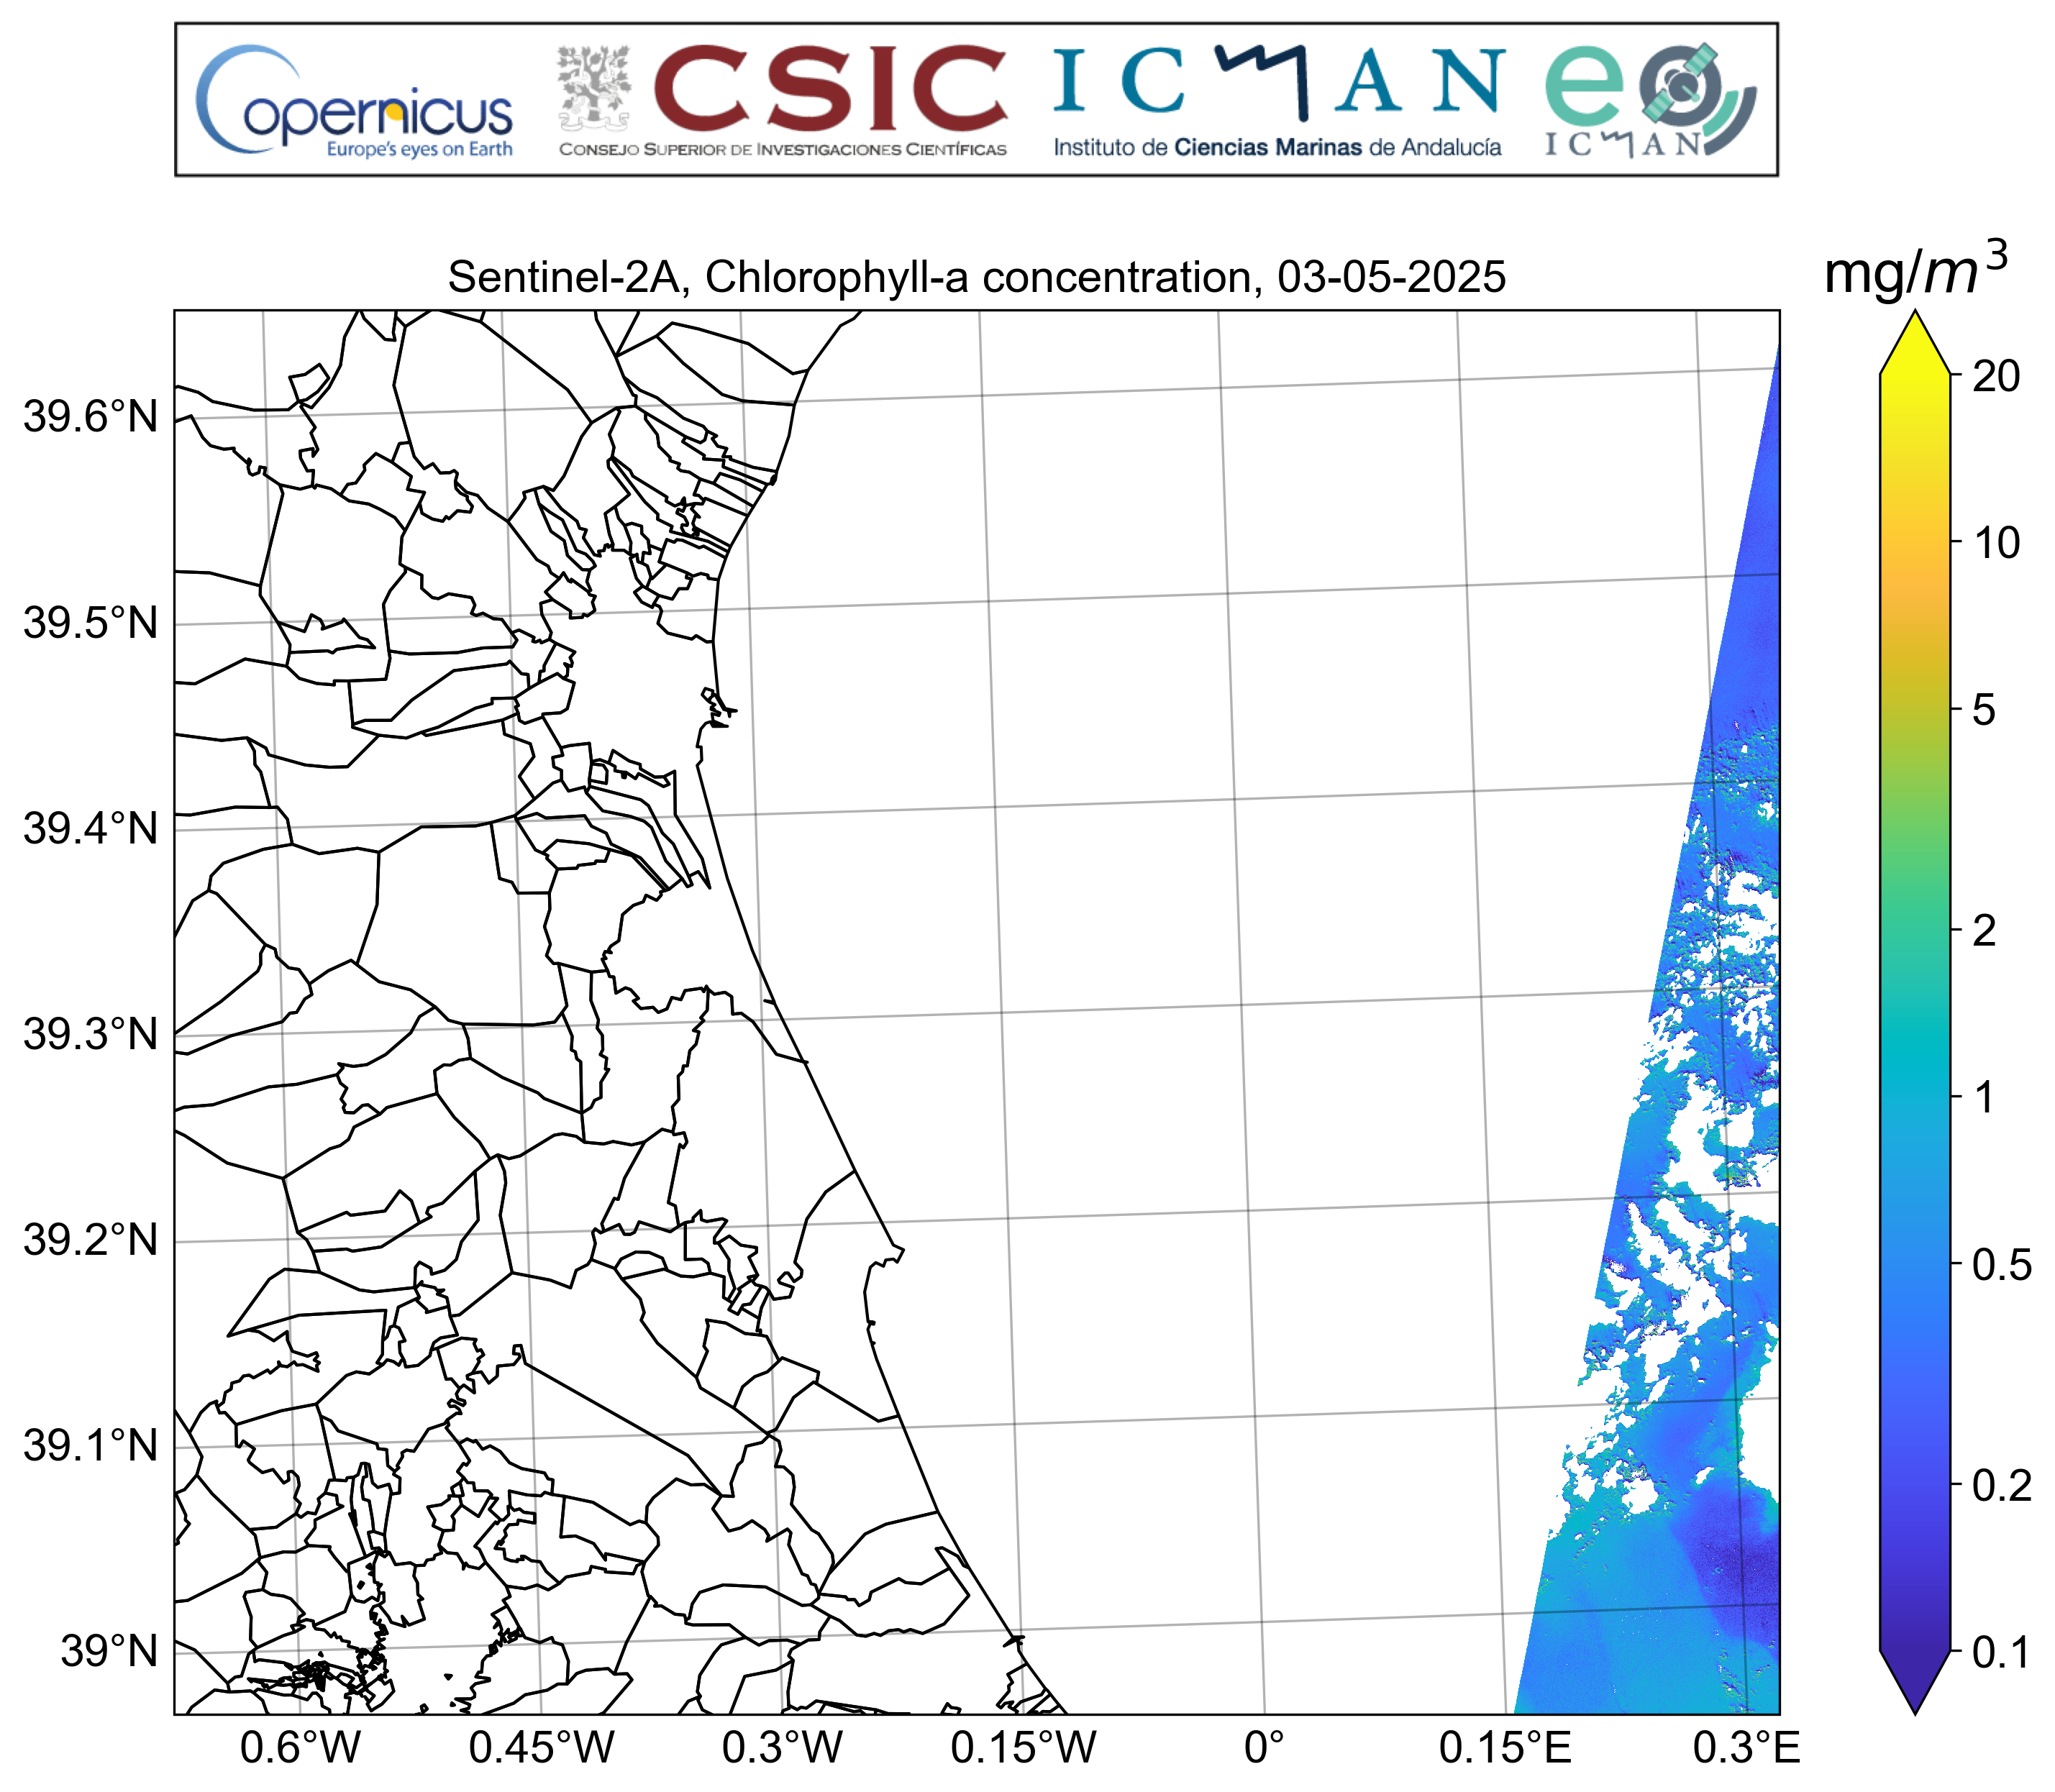 Copernicus
Europe's eyes on Earth
CSIC
CONSEJO SUPERIOR DE INVESTIGACIONES CIENTÍFICAS
ICMAN
Instituto de Ciencias Marinas de Andalucía
eo
ICMAN
Sentinel-2A, Chlorophyll-a concentration, 03-05-2025
mg/m³
39.6°N
39.5°N
39.4°N
39.3°N
39.2°N
39.1°N
39°N
0.6°W 0.45°W 0.3°W 0.15°W 0° 0.15°E 0.3°E
20
10
5
2
1
0.5
0.2
0.1